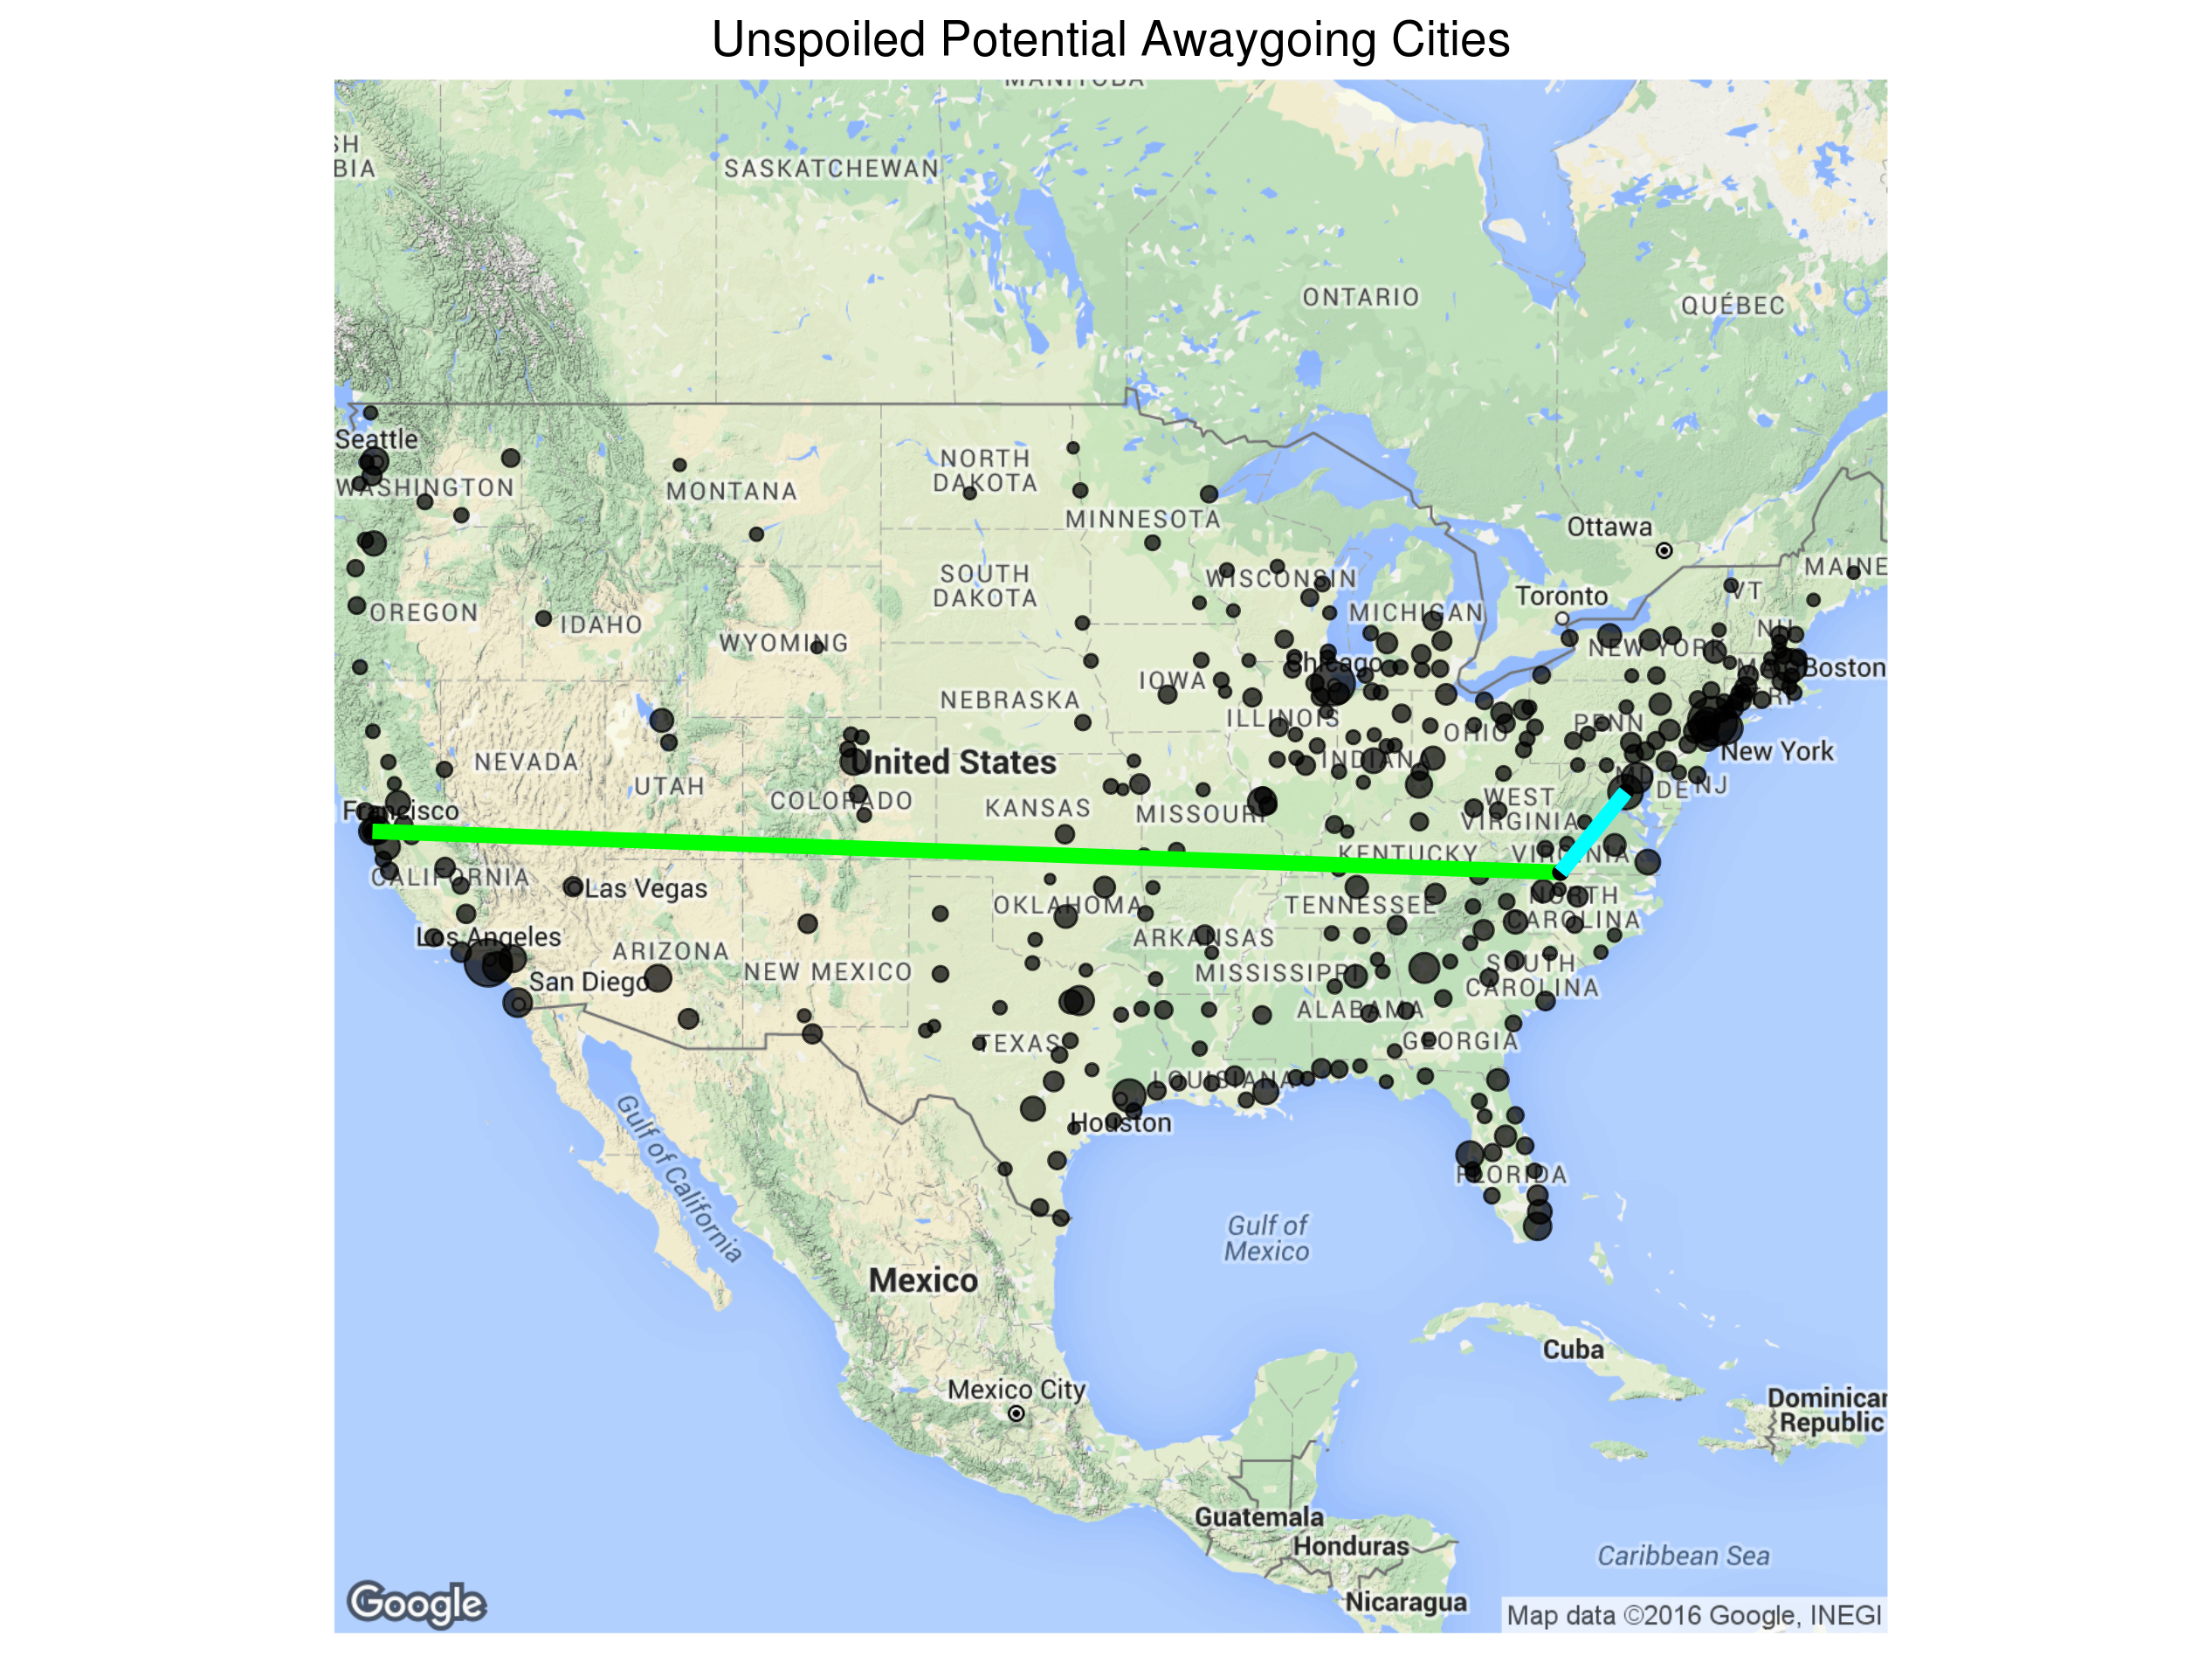 Unspoiled Potential Awaygoing Cities
MANITOBA
SH
BIA
SASKATCHEWAN
ONTARIO
QUÉBEC
Seattle
WASHINGTON
MONTANA
NORTH
DAKOTA
MINNESOTA
Ottawa
MAINE
VT
SOUTH
DAKOTA
WISCONSIN
MICHIGAN
Toronto
OREGON
IDAHO
WYOMING
NH
NEW YORK
Chicago
MA
Boston
IOWA
NEBRASKA
RI
ILLINOIS
PENN
OHIO
New York
NEVADA
United States
INDIANA
UTAH
MD
DE
NJ
COLORADO
KANSAS
MISSOURI
WEST
VIRGINIA
Francisco
KENTUCKY
VIRGINIA
CALIFORNIA
Las Vegas
OKLAHOMA
TENNESSEE
NORTH
CAROLINA
Los Angeles
ARIZONA
NEW MEXICO
ARKANSAS
MISSISSIPPI
SOUTH
CAROLINA
San Diego
ALABAMA
TEXAS
GEORGIA
LOUISIANA
Houston
FLORIDA
Gulf of California
Gulf of
Mexico
Mexico
Cuba
Mexico City
Dominican
Republic
Guatemala
Honduras
Caribbean Sea
Nicaragua
Google
Map data ©2016 Google, INEGI